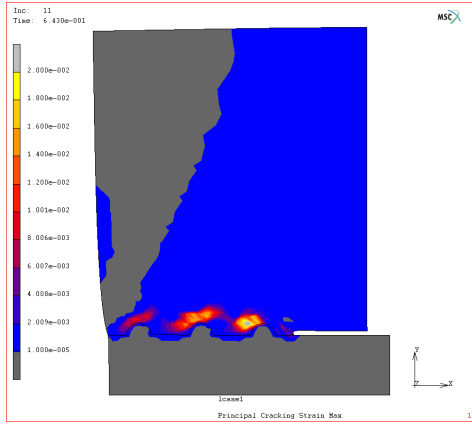 Inc: 11
Time: 6.430e-001
MSC
2.000e-002
1.800e-002
1.600e-002
1.400e-002
1.200e-002
1.001e-002
8.006e-003
6.007e-003
4.008e-003
2.009e-003
1.000e-005
Y
Z X
lcase1
Principal Cracking Strain Max
1